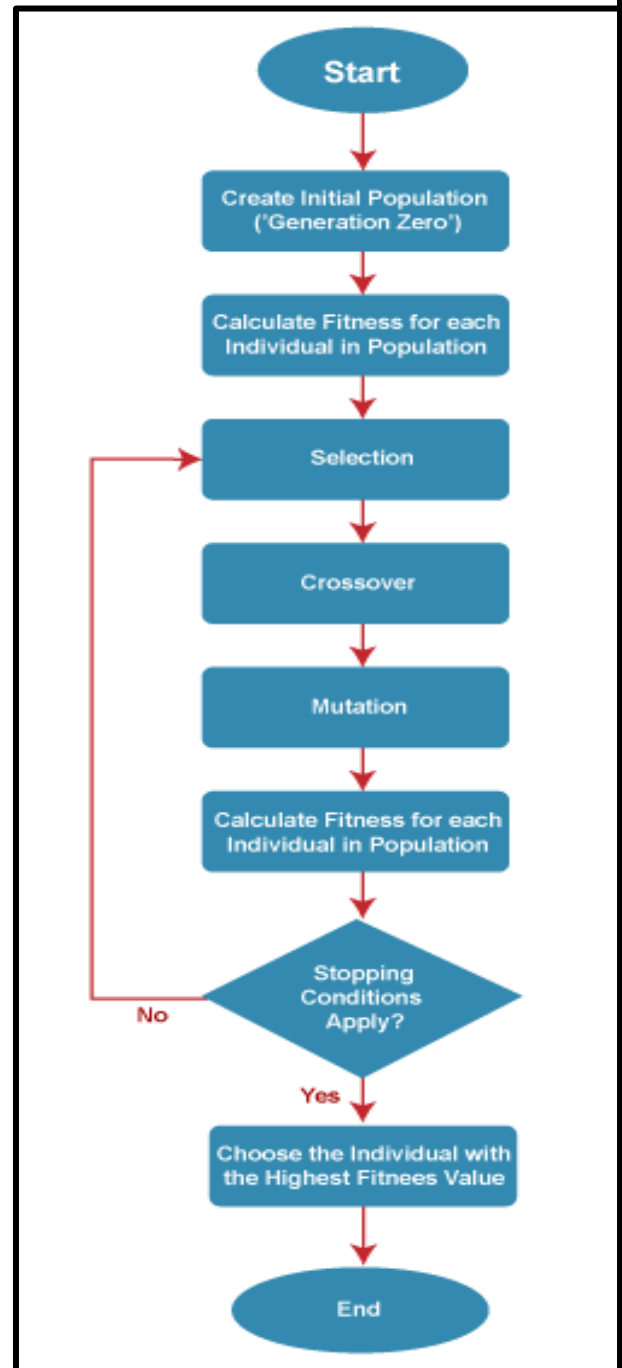 Start
Create Initial Population
('Generation Zero')
Calculate Fitness for each
Individual in Population
Selection
Crossover
Mutation
Calculate Fitness for each
Individual in Population
Stopping
Conditions
Apply?
No
Yes
Choose the Individual with
the Highest Fitnees Value
End